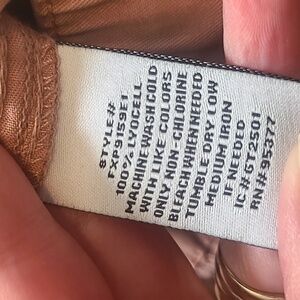 STYLE#
FXP9159E1
100% LYOCELL
MACHINE WASH COLD
WITH LIKE COLORS
ONLY NON-CHLORINE
BLEACH WHEN NEEDED
TUMBLE DRY LOW
MEDIUM IRON
IF NEEDED
IC#6T2501
RN#95377